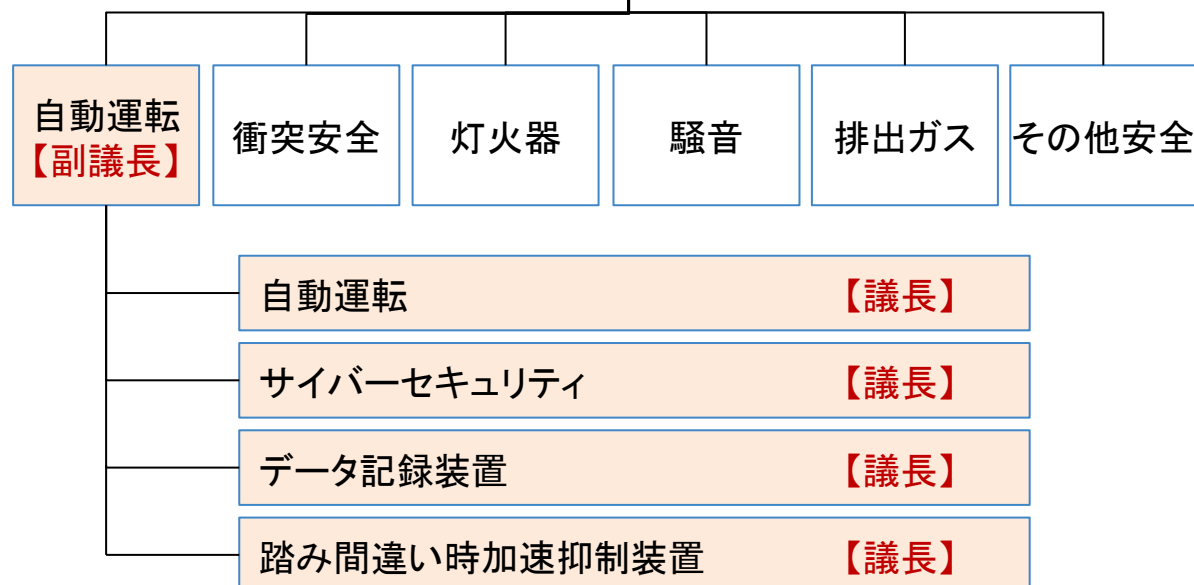 自動運転
【副議長】
衝突安全
灯火器
騒音
排出ガス
その他安全
自動運転 【議長】
サイバーセキュリティ 【議長】
データ記録装置 【議長】
踏み間違い時加速抑制装置 【議長】